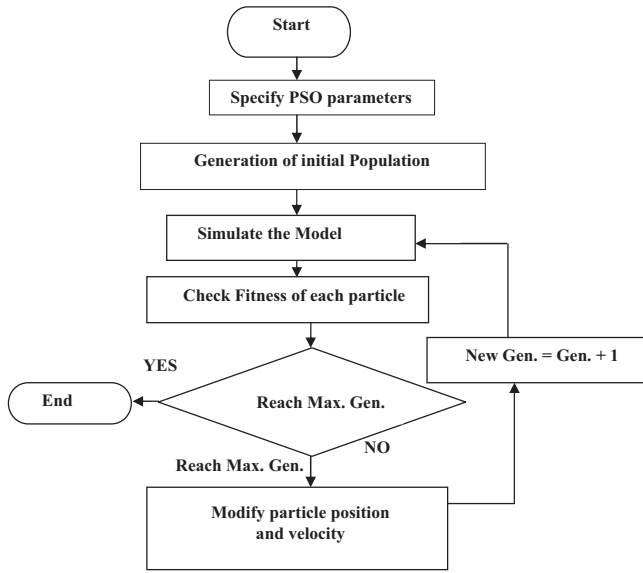 Start
Specify PSO parameters
Generation of initial Population
Simulate the Model
Check Fitness of each particle
YES
New Gen. = Gen. + 1
End
Reach Max. Gen.
NO
Reach Max. Gen.
Modify particle position
and velocity